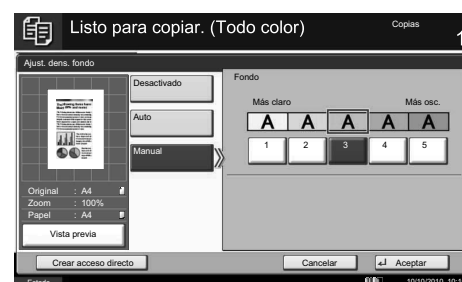 Listo para copiar. (Todo color)
Copias
Ajust. dens. fondo
Desactivado
Auto
Manual
Fondo
Más claro
Más osc.
A A A A A
1 2 3 4 5
Original : A4
Zoom : 100%
Papel : A4
Vista previa
Crear acceso directo
Cancelar
Aceptar